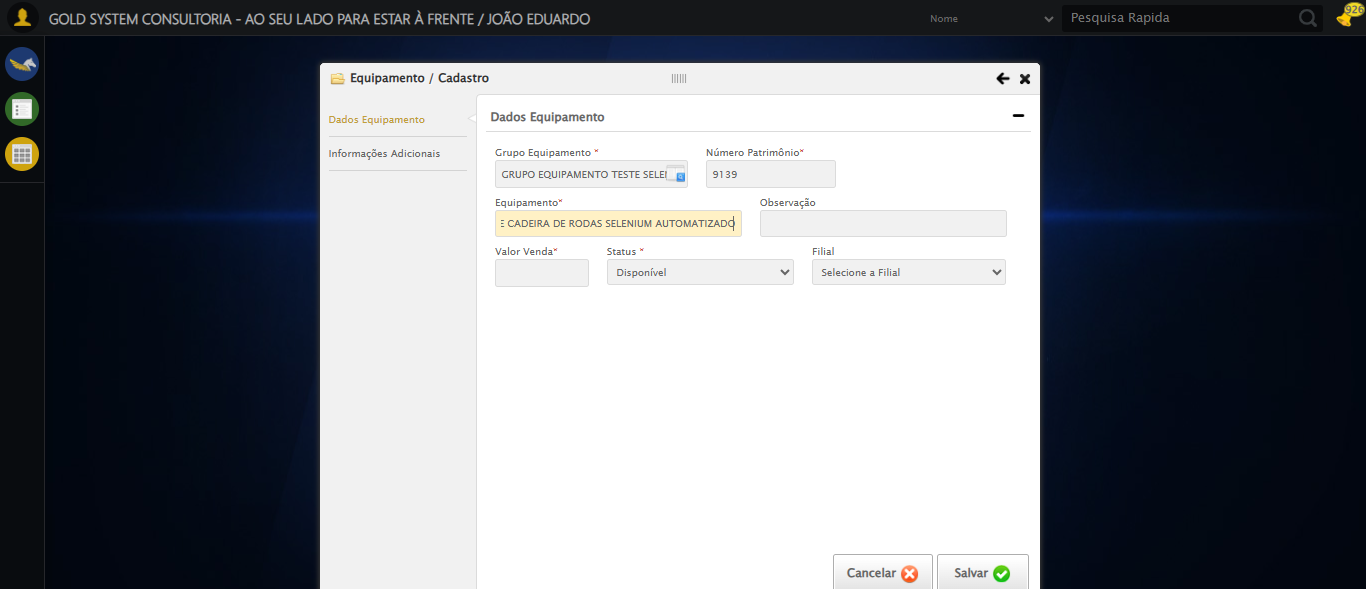 GOLD SYSTEM CONSULTORIA - AO SEU LADO PARA ESTAR À FRENTE / JOÃO EDUARDO
Nome
Pesquisa Rapida
926
Equipamento / Cadastro
Dados Equipamento
Informações Adicionais
Dados Equipamento
Grupo Equipamento *
Número Patrimônio*
GRUPO EQUIPAMENTO TESTE SELE
9139
Equipamento*
Observação
E CADEIRA DE RODAS SELENIUM AUTOMATIZADO
Valor Venda*
Status *
Filial
Disponível
Selecione a Filial
Cancelar
Salvar